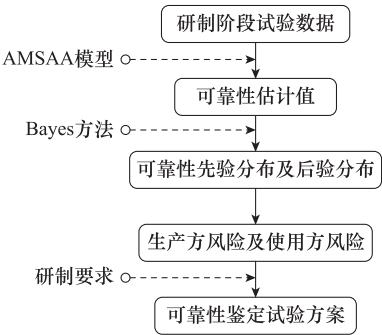 研制阶段试验数据
AMSAA模型
可靠性估计值
Bayes方法
可靠性先验分布及后验分布
生产方风险及使用方风险
研制要求
可靠性鉴定试验方案